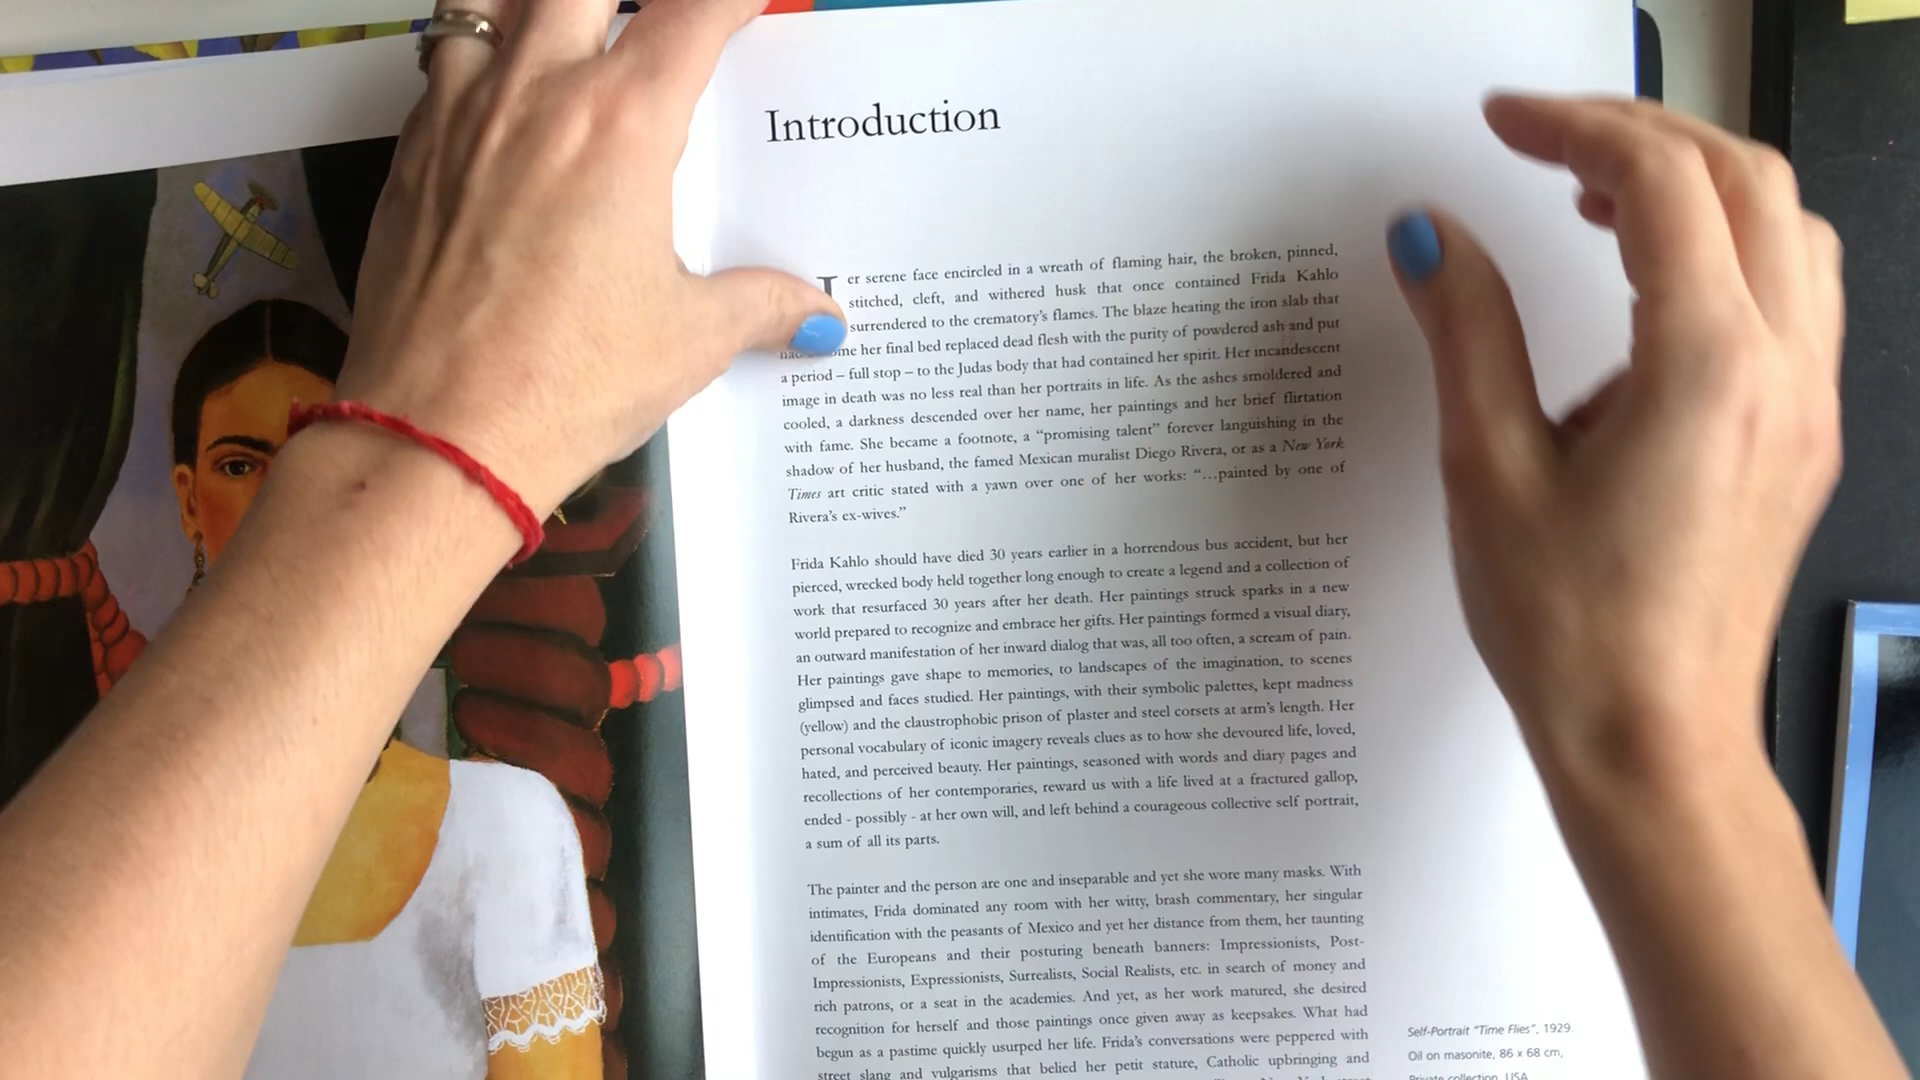 Introduction
er serene face encircled in a wreath of flaming hair, the broken, pinned,
stitched, cleft, and withered husk that once contained Frida Kahlo
surrendered to the crematory's flames. The blaze heating the iron slab that
her final bed replaced dead flesh with the purity of powdered ash and put
a period – full stop – to the Judas body that had contained her spirit. Her incandescent
image in death was no less real than her portraits in life. As the ashes smoldered and
cooled, a darkness descended over her name, her paintings and her brief flirtation
with fame. She became a footnote, a “promising talent” forever languishing in the
shadow of her husband, the famed Mexican muralist Diego Rivera, or as a New York
Times art critic stated with a yawn over one of her works: “…painted by one of
Rivera's ex-wives.”
Frida Kahlo should have died 30 years earlier in a horrendous bus accident, but her
pierced, wrecked body held together long enough to create a legend and a collection of
work that resurfaced 30 years after her death. Her paintings struck sparks in a new
world prepared to recognize and embrace her gifts. Her paintings formed a visual diary,
an outward manifestation of her inward dialog that was, all too often, a scream of pain.
Her paintings gave shape to memories, to landscapes of the imagination, to scenes
glimpsed and faces studied. Her paintings, with their symbolic palettes, kept madness
(yellow) and the claustrophobic prison of plaster and steel corsets at arm's length. Her
personal vocabulary of iconic imagery reveals clues as to how she devoured life, loved,
hated, and perceived beauty. Her paintings, seasoned with words and diary pages and
recollections of her contemporaries, reward us with a life lived at a fractured gallop,
ended - possibly - at her own will, and left behind a courageous collective self portrait,
a sum of all its parts.
The painter and the person are one and inseparable and yet she wore many masks. With
intimates, Frida dominated any room with her witty, brash commentary, her singular
identification with the peasants of Mexico and yet her distance from them, her taunting
of the Europeans and their posturing beneath banners: Impressionists, Post-
Impressionists, Expressionists, Surrealists, Social Realists, etc. in search of money and
rich patrons, or a seat in the academies. And yet, as her work matured, she desired
recognition for herself and those paintings once given away as keepsakes. What had
begun as a pastime quickly usurped her life. Frida's conversations were peppered with
street slang and vulgarisms that belied her petit stature, Catholic upbringing and
Self-Portrait "Time Flies", 1929.
Oil on masonite, 86 x 68 cm,
Private collection, USA